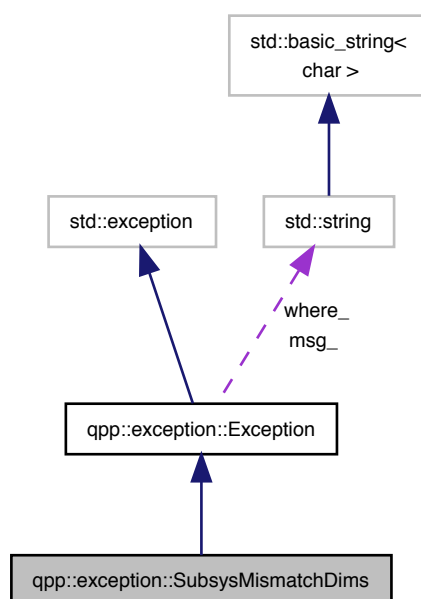 std::basic_string<
char >
std::exception
std::string
where_
msg_
qpp::exception::Exception
qpp::exception::SubsysMismatchDims